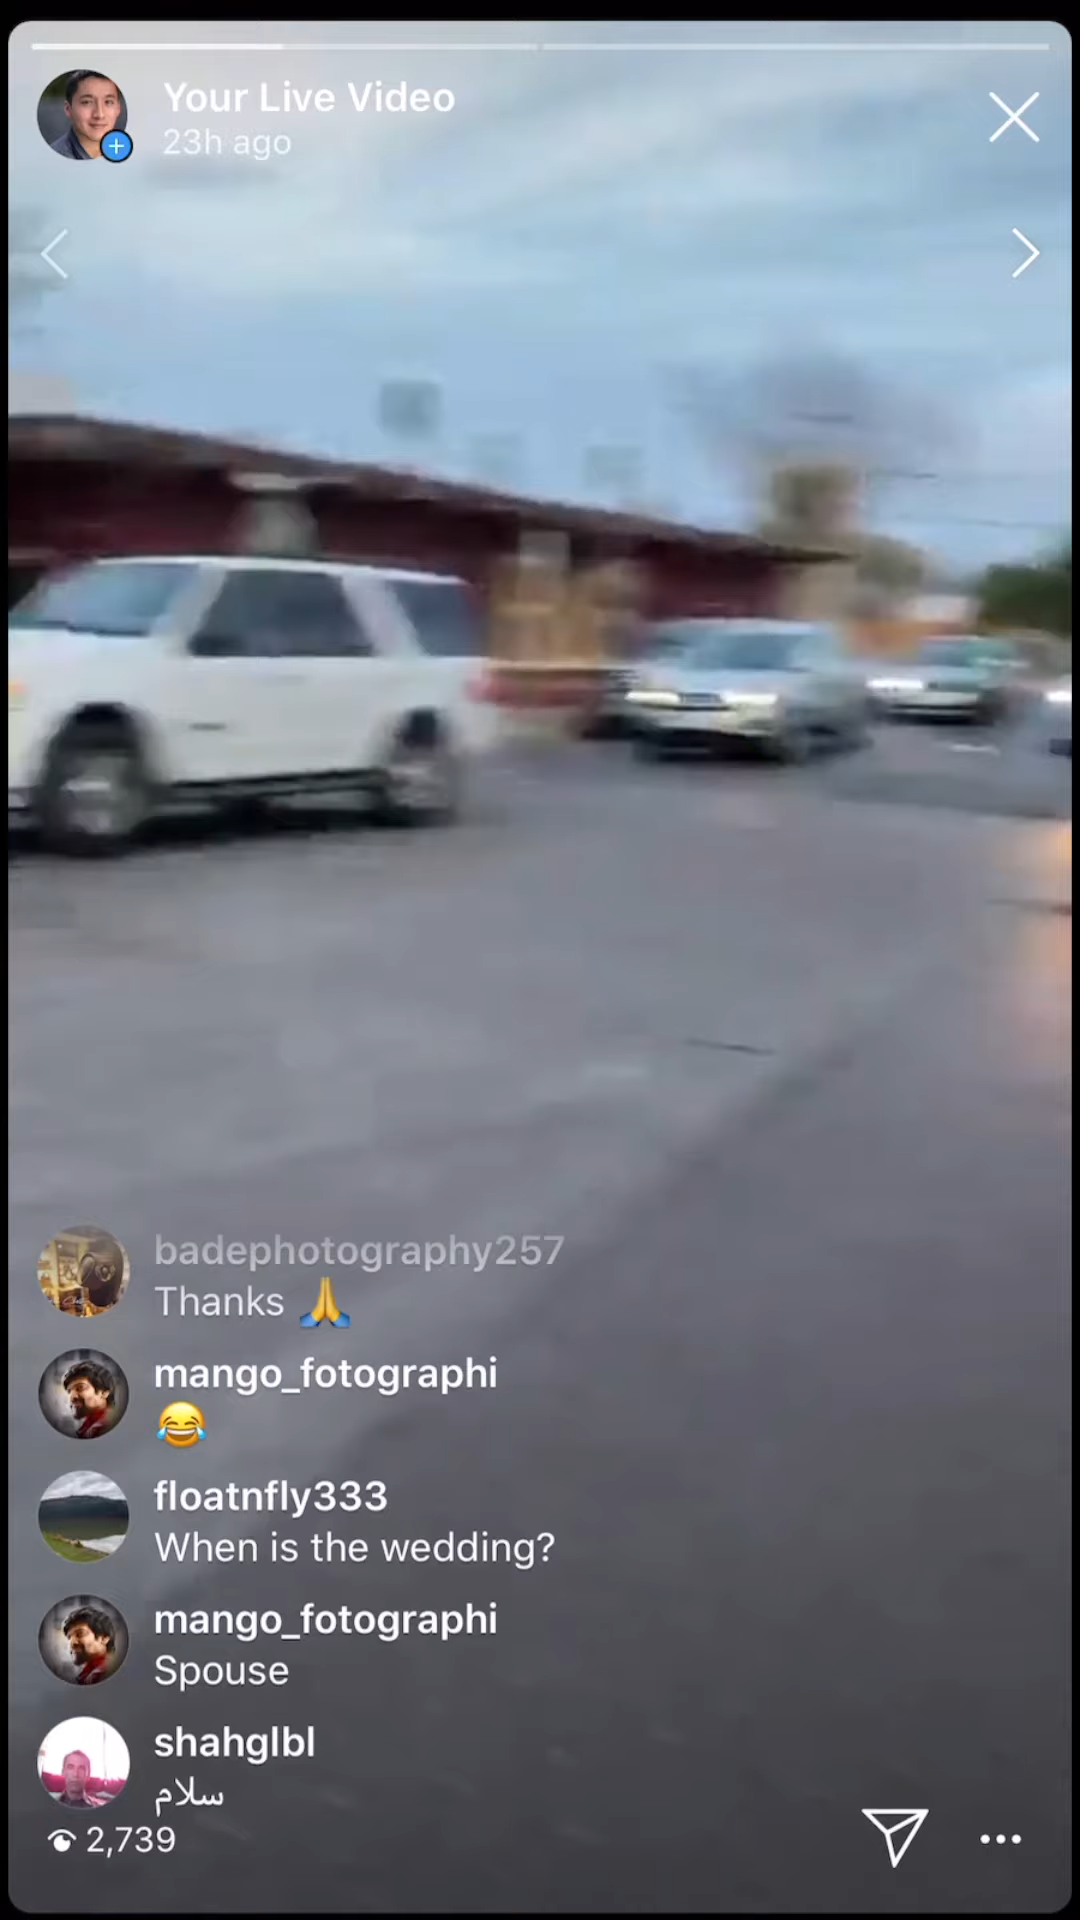 Your Live Video
23h ago
badephotography257
Thanks 🙏
mango_fotographi
😂
floatnfly333
When is the wedding?
mango_fotographi
Spouse
shahglbl
سلام
2,739